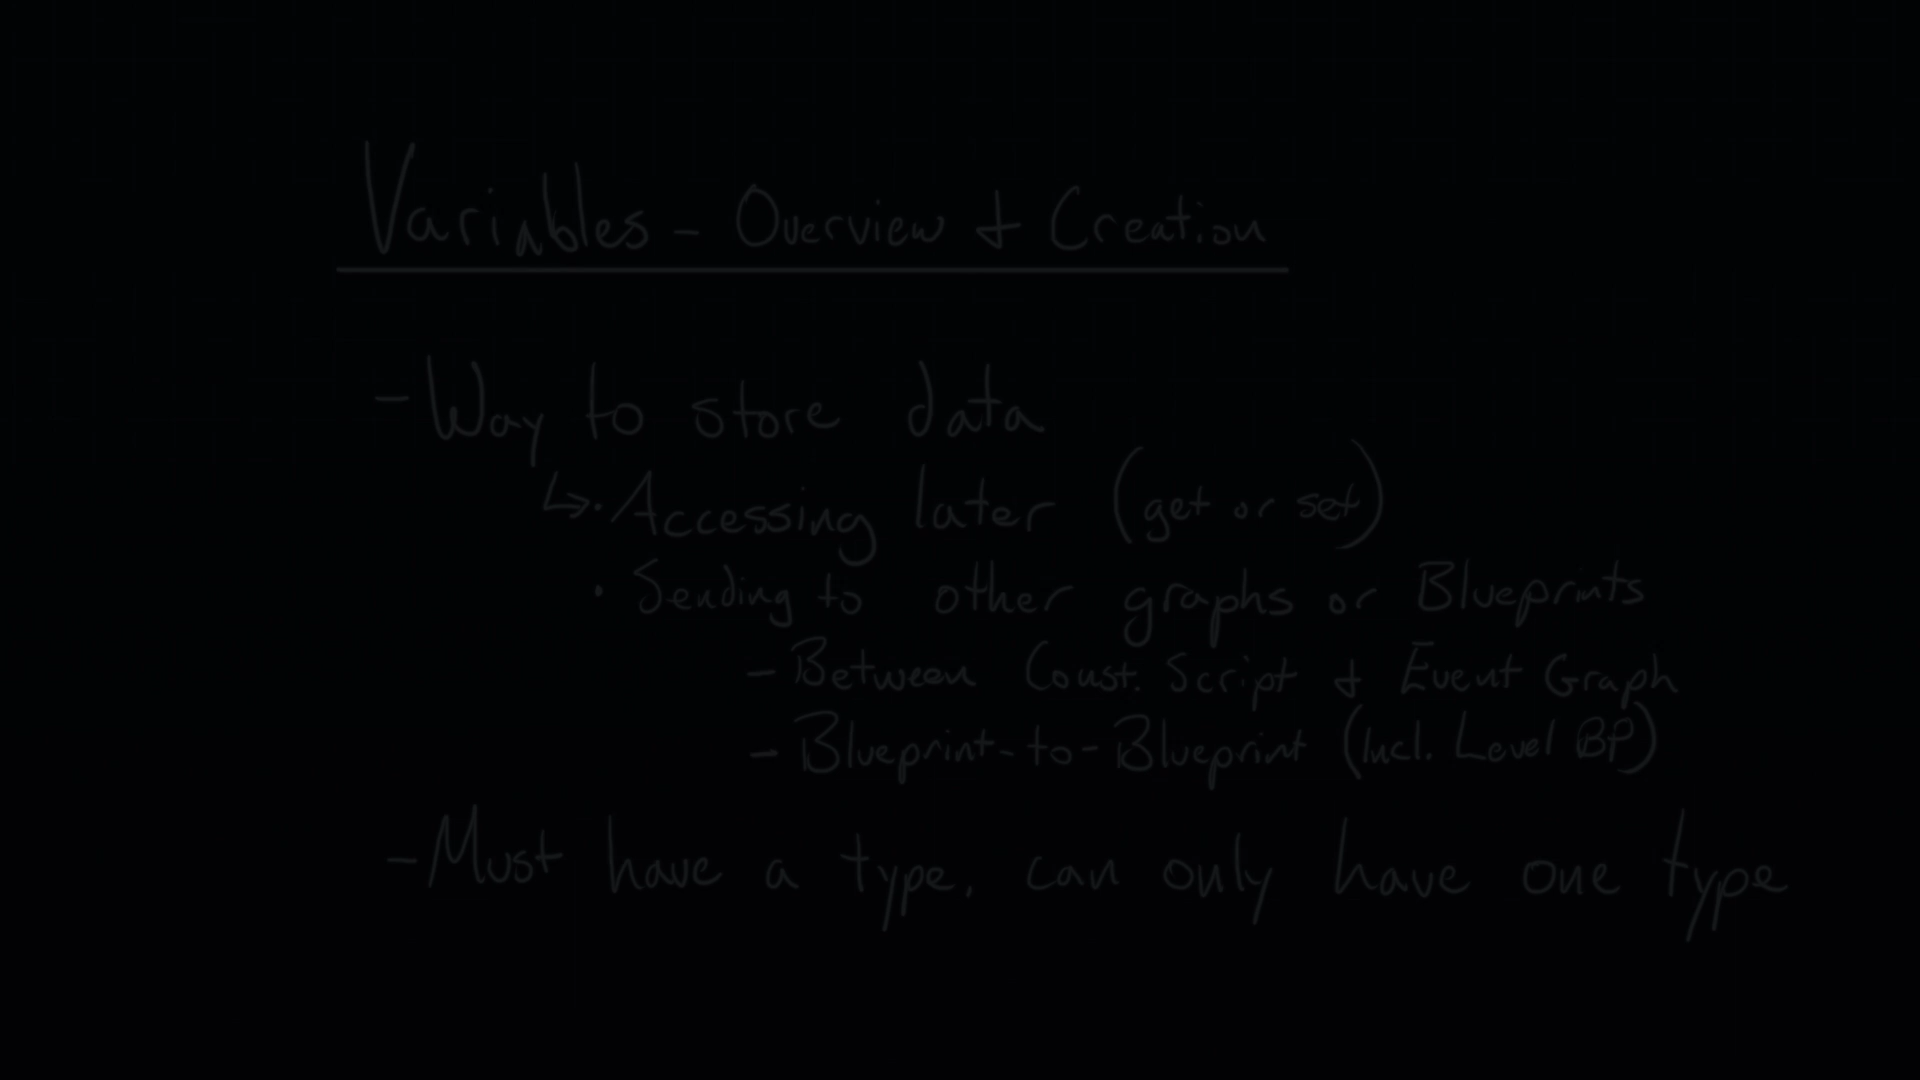 Variables - Overview & Creation
- Way to store data
↳ · Accessing later (get or set)
· Sending to other graphs or Blueprints
- Between Const. Script & Event Graph
- Blueprint-to-Blueprint (Incl. Level BP)
- Must have a type, can only have one type